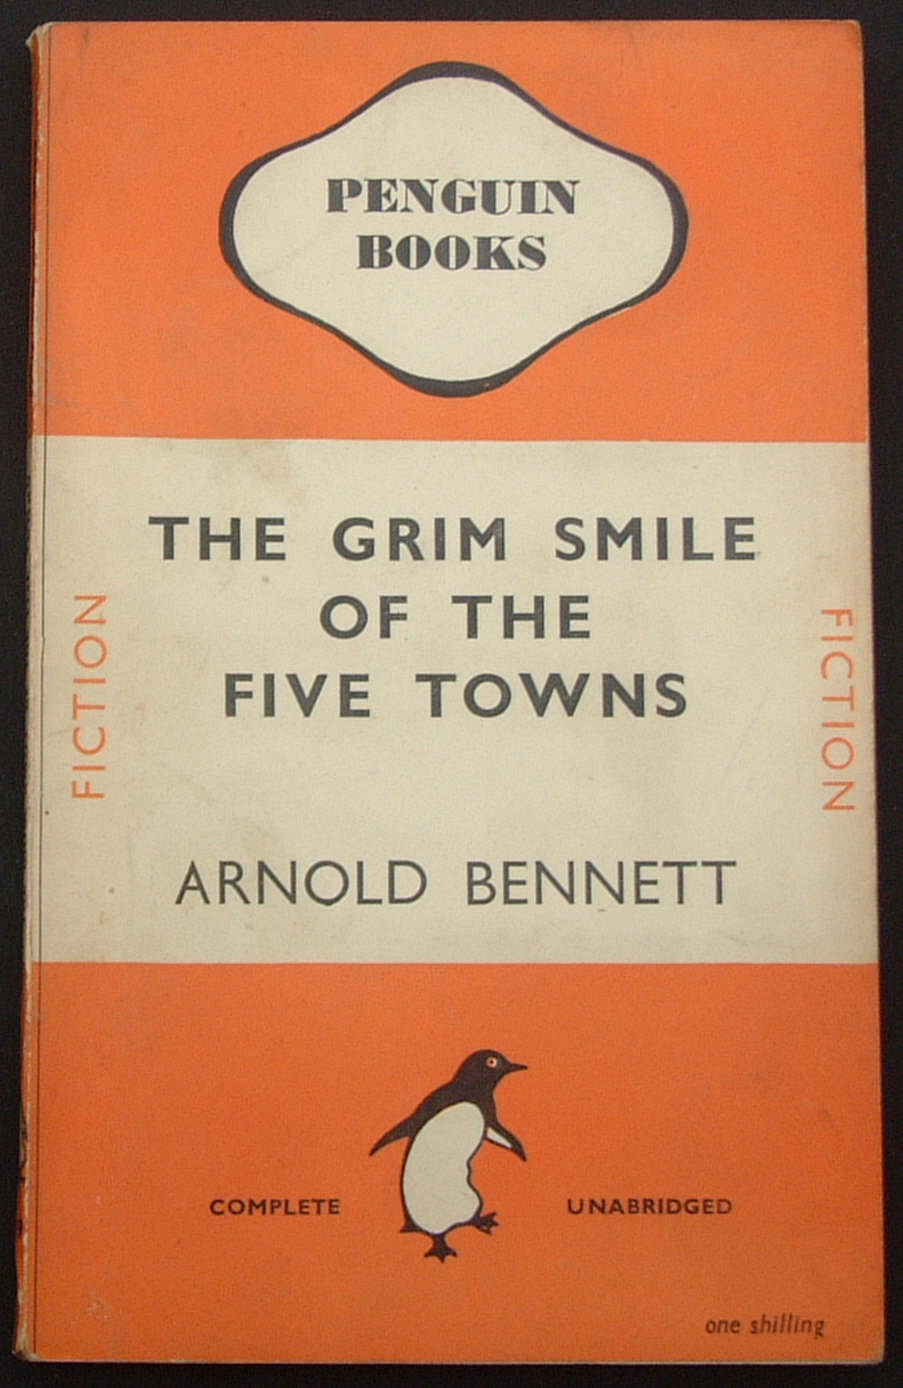 PENGUIN
BOOKS
THE GRIM SMILE
OF THE
FIVE TOWNS
FICTION
FICTION
ARNOLD BENNETT
COMPLETE
UNABRIDGED
one shilling